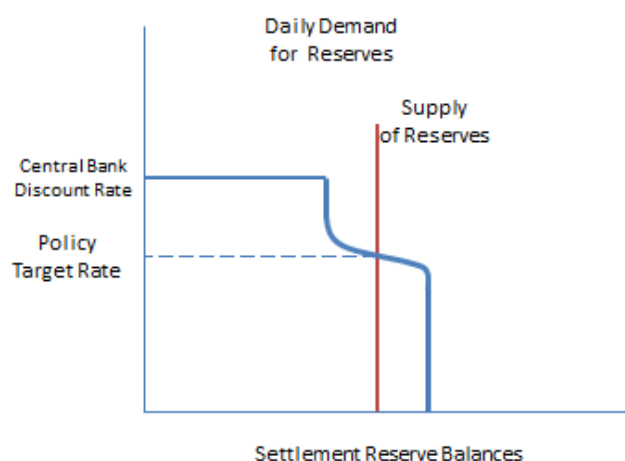 Daily Demand
for Reserves
Supply
of Reserves
Central Bank
Discount Rate
Policy
Target Rate
Settlement Reserve Balances